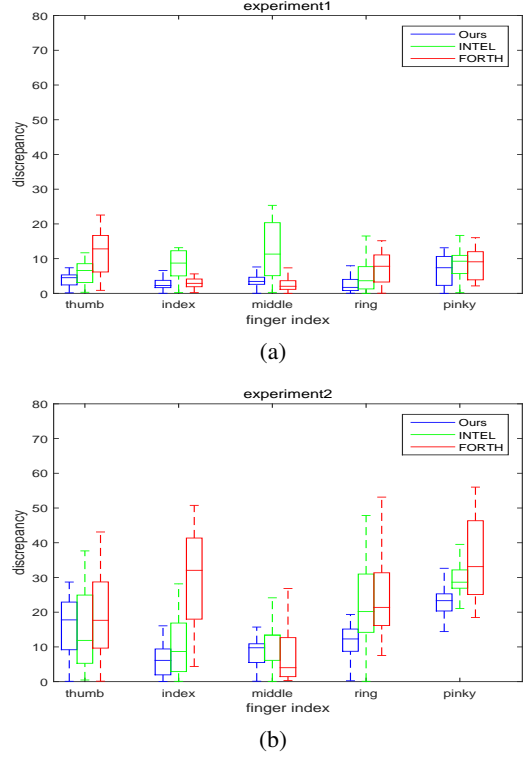 experiment1
80
70
60
50
40
30
20
10
0
discrepancy
Ours
INTEL
FORTH
thumb index middle ring pinky
finger index
(a)
experiment2
80
70
60
50
40
30
20
10
0
discrepancy
Ours
INTEL
FORTH
thumb index middle ring pinky
finger index
(b)